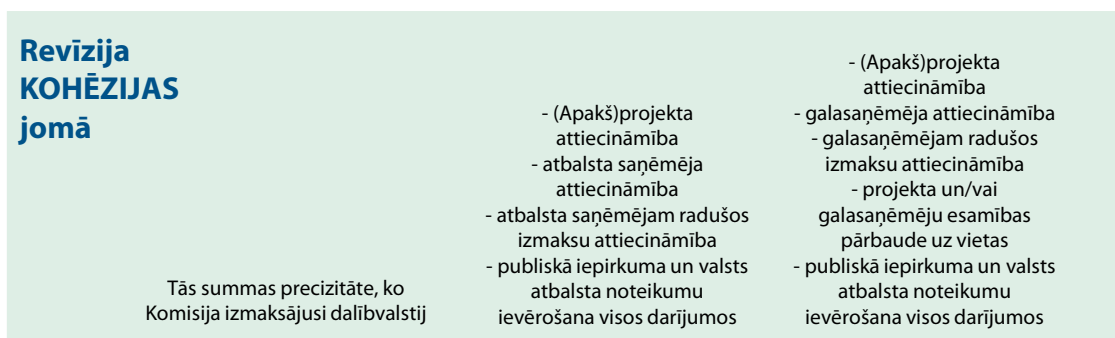 Revīzija
KOHĒZIJAS
jomā
Tās summas precizitāte, ko
Komisija izmaksājusi dalībvalstij
- (Apakš)projekta
attiecināmība
- atbalsta saņēmēja
attiecināmība
- atbalsta saņēmējam radušos
izmaksu attiecināmība
- publiskā iepirkuma un valsts
atbalsta noteikumu
ievērošana visos darījumos
- (Apakš)projekta
attiecināmība
- galasaņēmēja attiecināmība
- galasaņēmējam radušos
izmaksu attiecināmība
- projekta un/vai
galasaņēmēju esamības
pārbaude uz vietas
- publiskā iepirkuma un valsts
atbalsta noteikumu
ievērošana visos darījumos